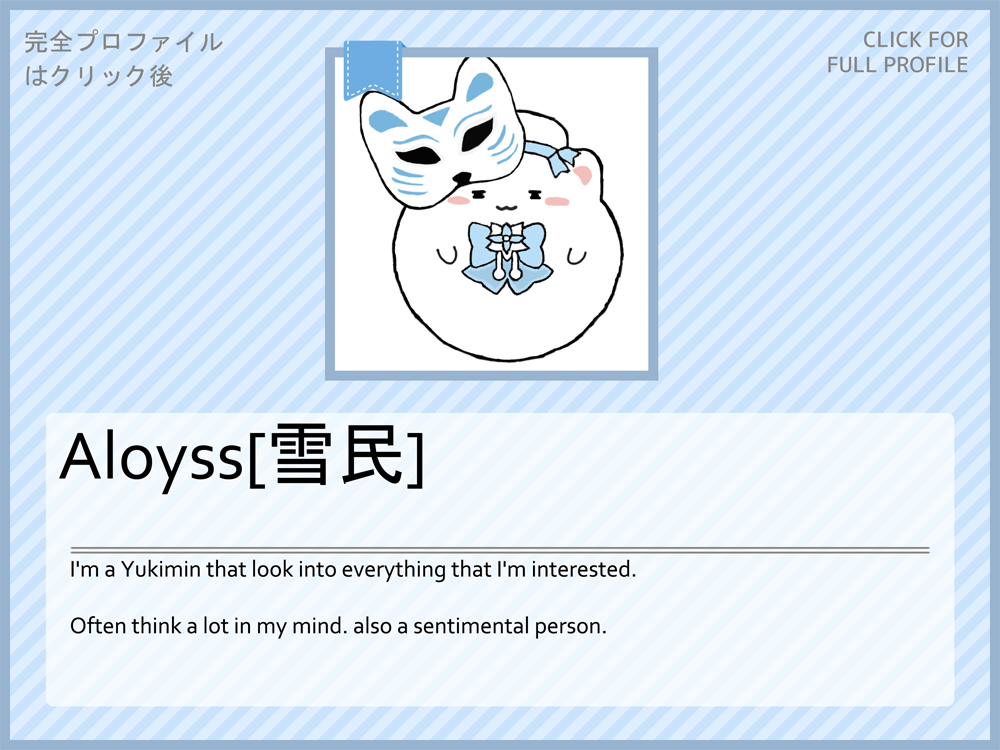 完全プロファイル
はクリック後
CLICK FOR
FULL PROFILE
Aloyss[雪民]
I'm a Yukimin that look into everything that I'm interested.
Often think a lot in my mind. also a sentimental person.